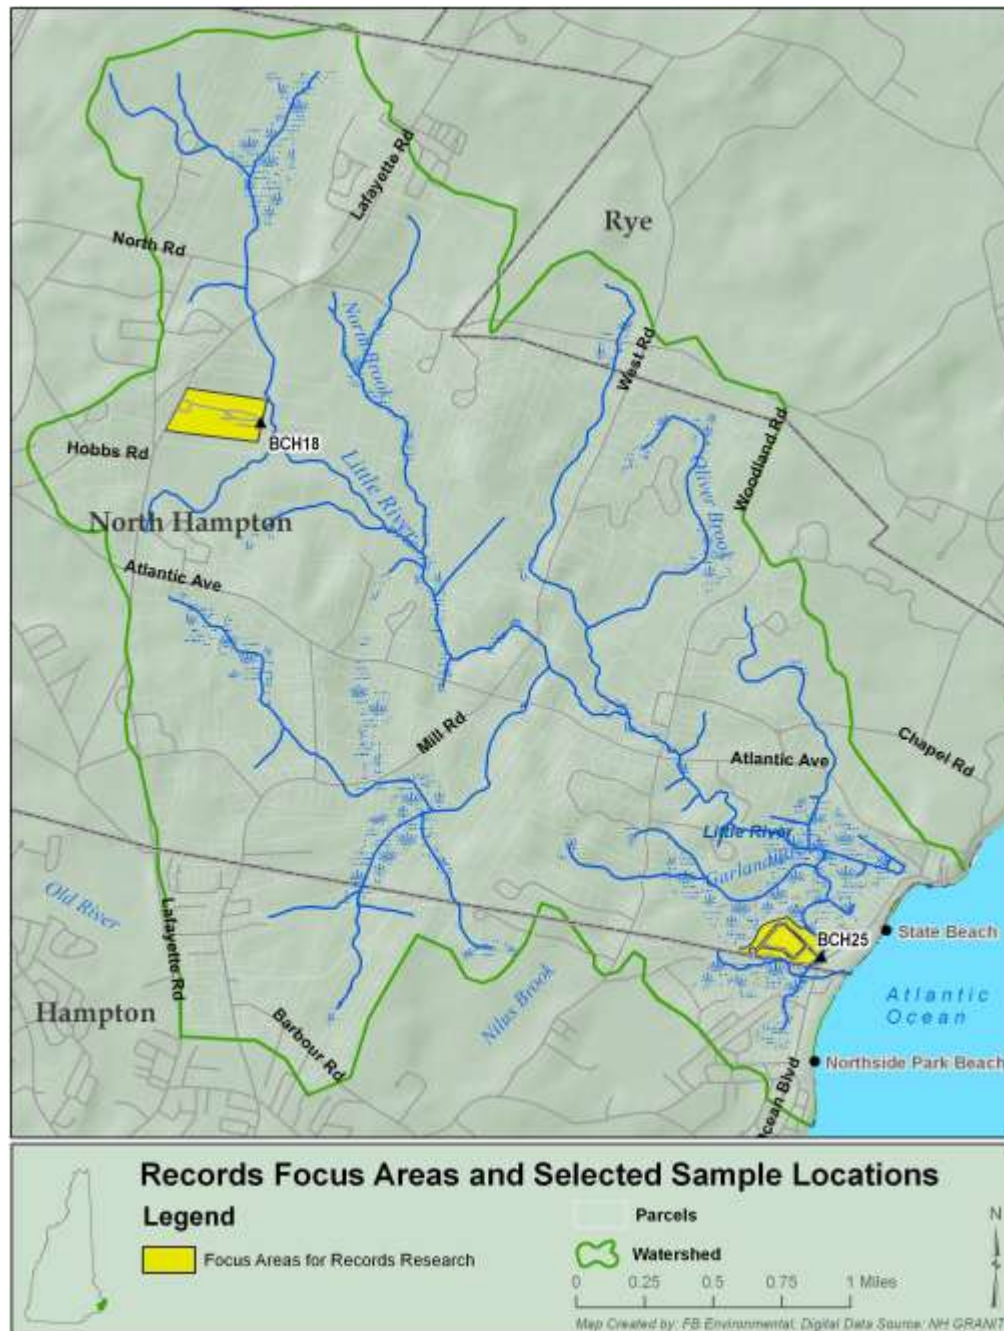 Lafayette Rd
Rye
North Rd
North Brook
West Rd
BCH18
Hobbs Rd
Woodland Rd
Little River
Oliver Brook
North Hampton
Atlantic Ave
Mill Rd
Chapel Rd
Atlantic Ave
Little River
Old River
BCH25
State Beach
Lafayette Rd
Atlantic
Ocean
Hampton
Nilus Brook
Barbour Rd
Northside Park Beach
Ocean Blvd
Records Focus Areas and Selected Sample Locations
Legend
Parcels
N
Focus Areas for Records Research
Watershed
0 0.25 0.5 0.75 1 Miles
Map Created by: FB Environmental; Digital Data Source: NH GRANIT